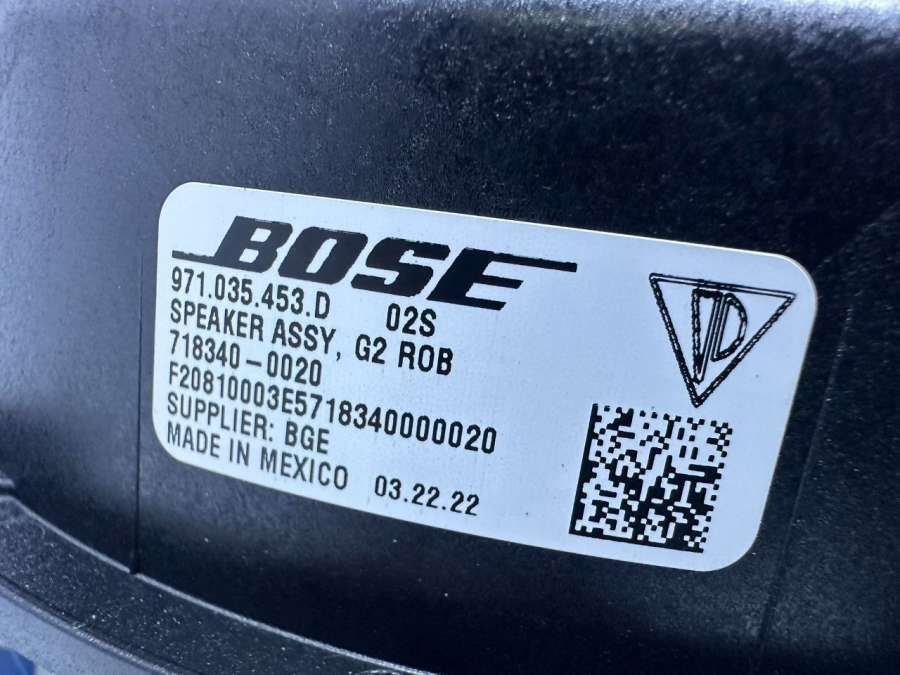 BOSE
971.035.453.D 02S
SPEAKER ASSY, G2 ROB
718340-0020
F20810003E5718340000020
SUPPLIER: BGE
MADE IN MEXICO 03.22.22